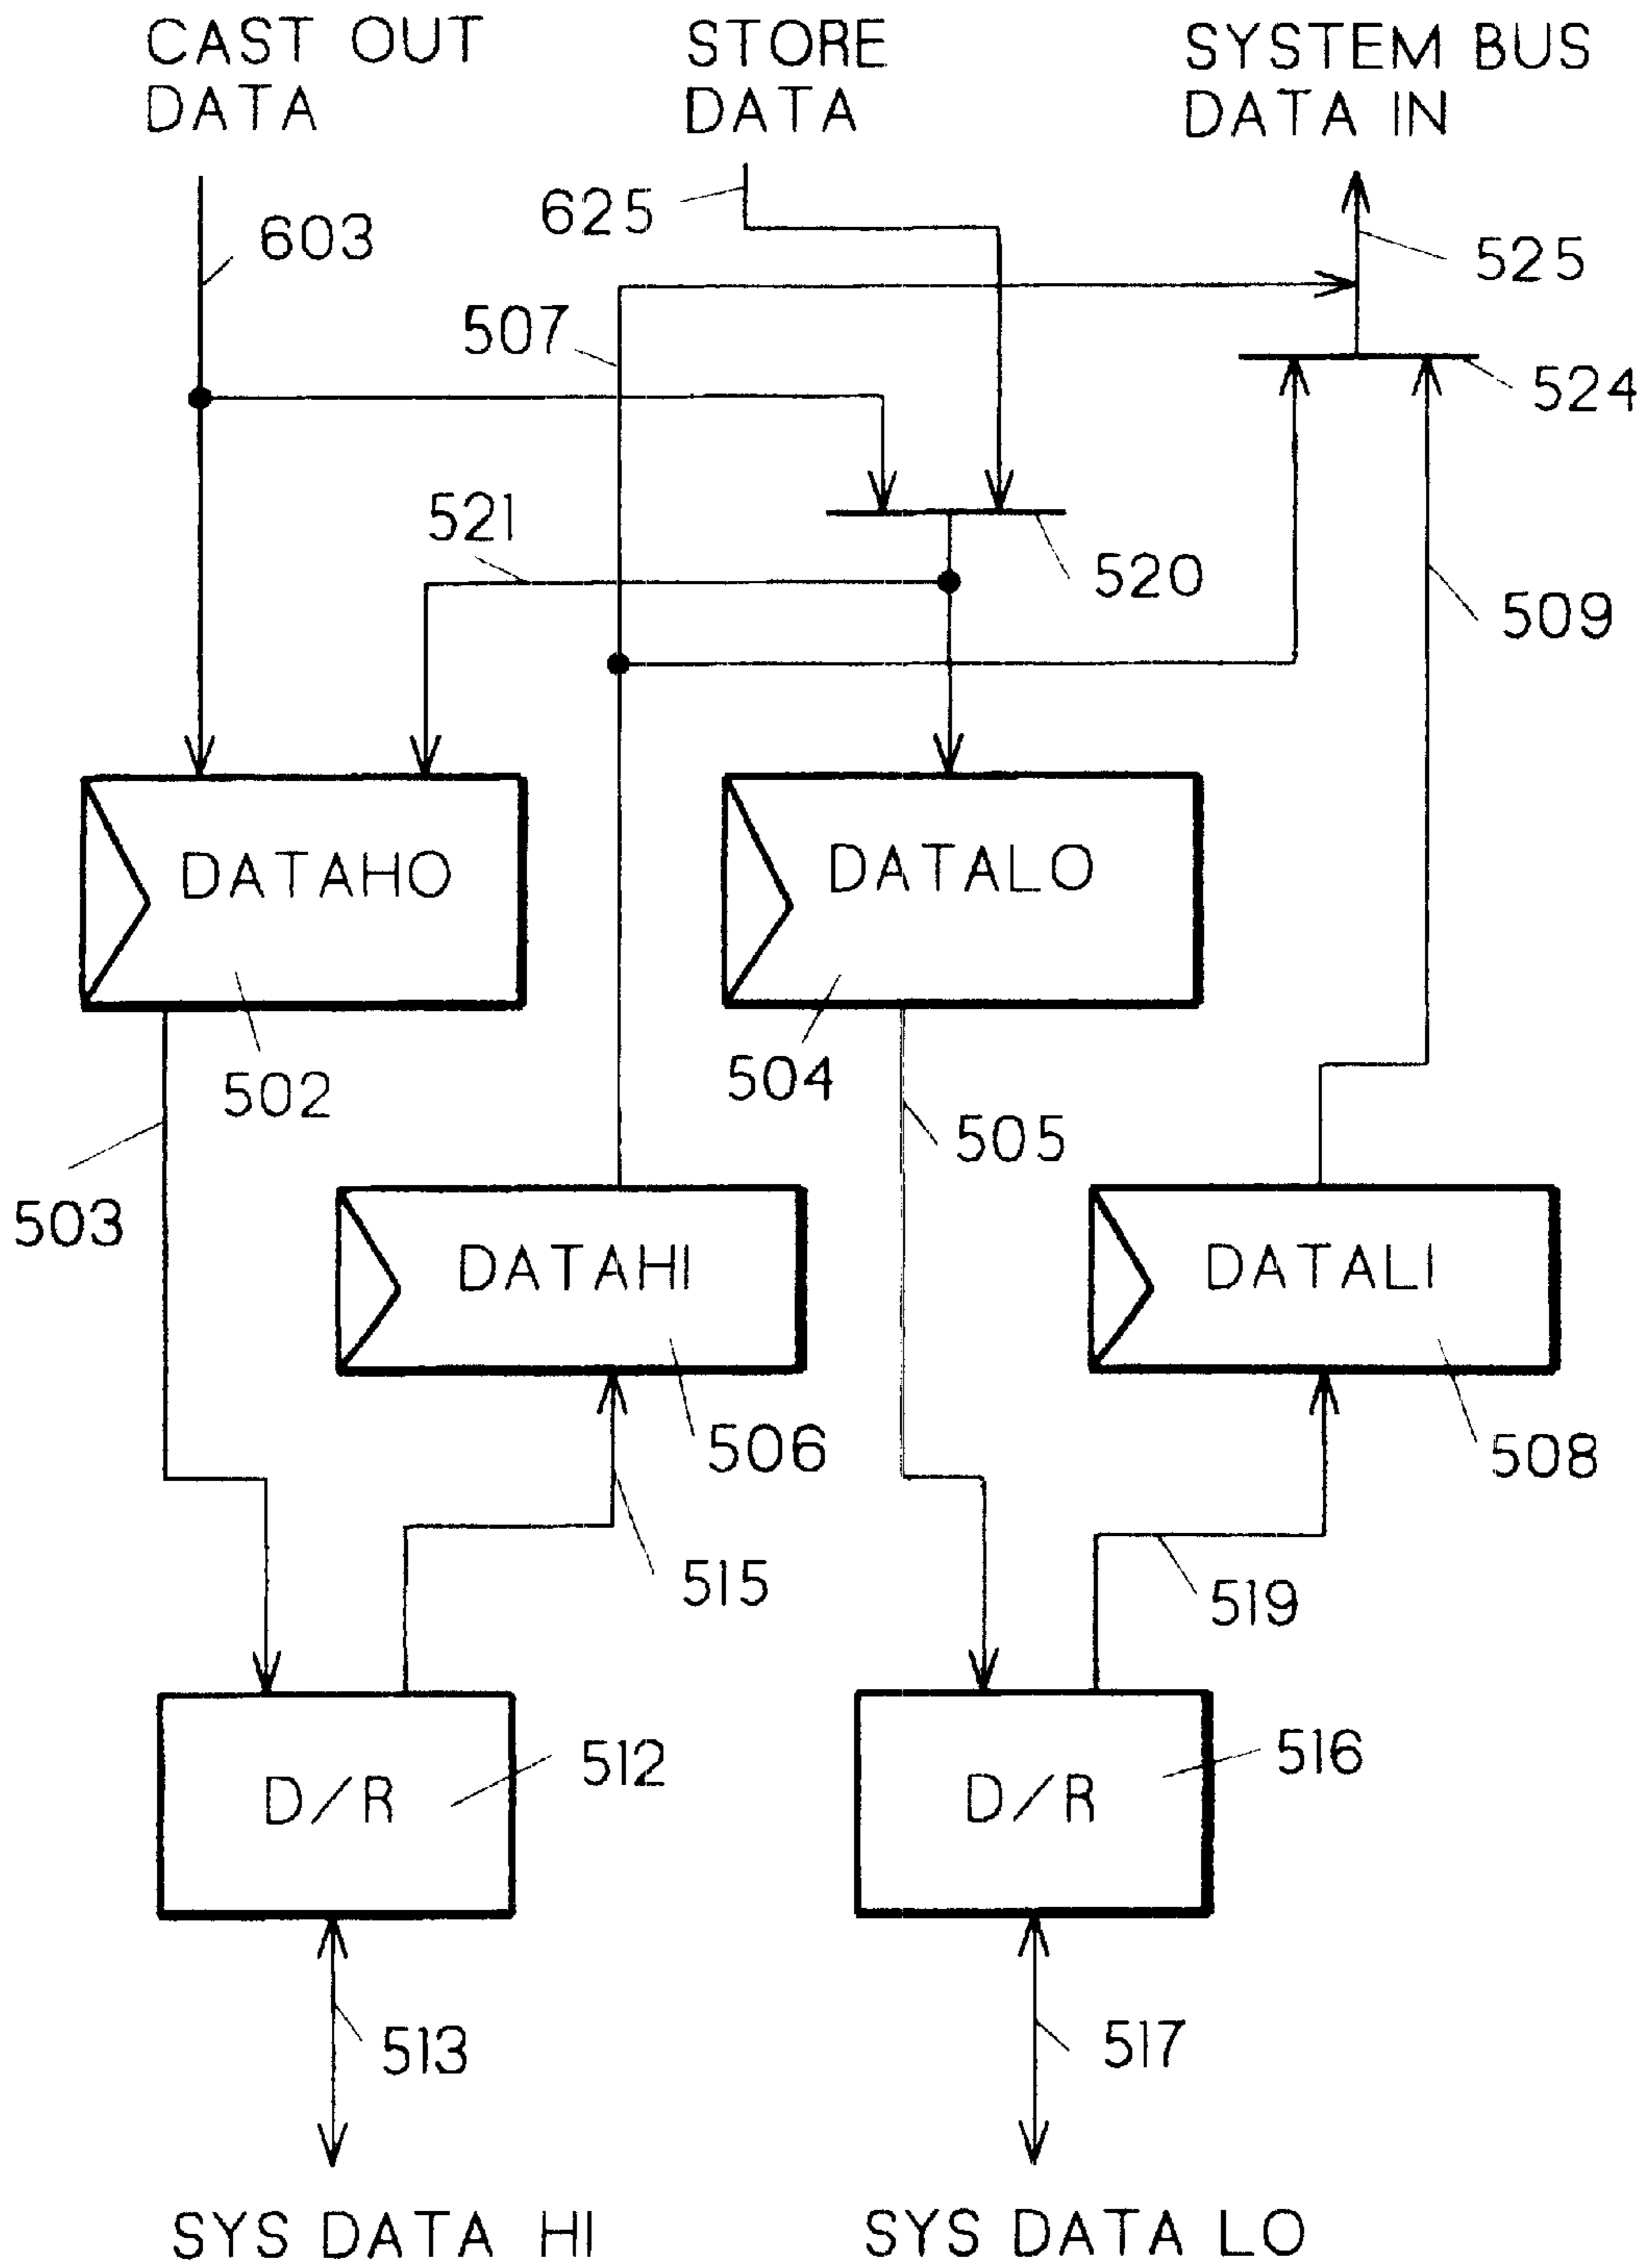 CAST OUT
DATA
STORE
DATA
SYSTEM BUS
DATA IN
603
625
525
507
524
521
520
509
DATAHO
DATALO
502
504
503
505
DATAHI
DATALI
506
508
515
519
D/R
512
D/R
516
513
517
SYS DATA HI
SYS DATA LO